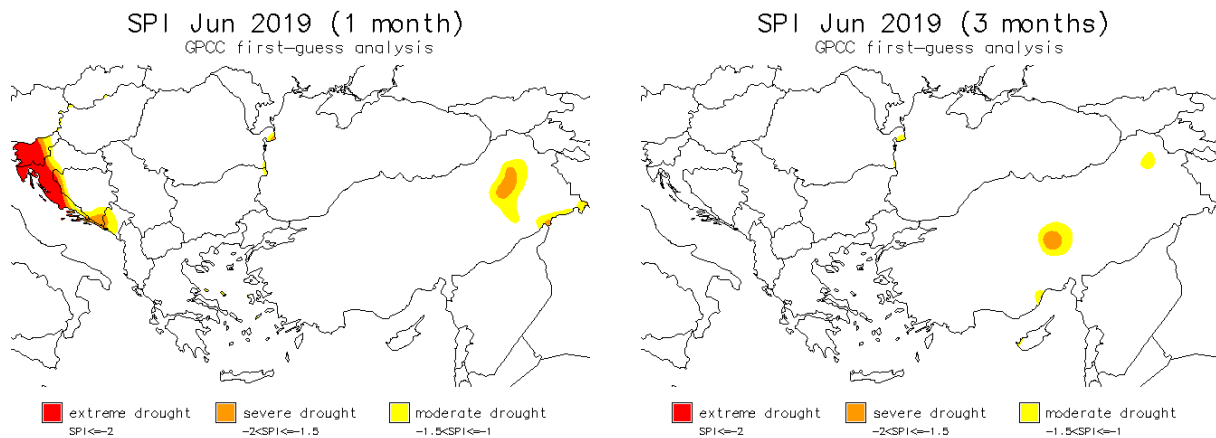 SPI Jun 2019 (1 month)
GPCC first-guess analysis
extreme drought
SPI<=-2
severe drought
-2<SPI<=-1.5
moderate drought
-1.5<SPI<=-1
SPI Jun 2019 (3 months)
GPCC first-guess analysis
extreme drought
SPI<=-2
severe drought
-2<SPI<=-1.5
moderate drought
-1.5<SPI<=-1